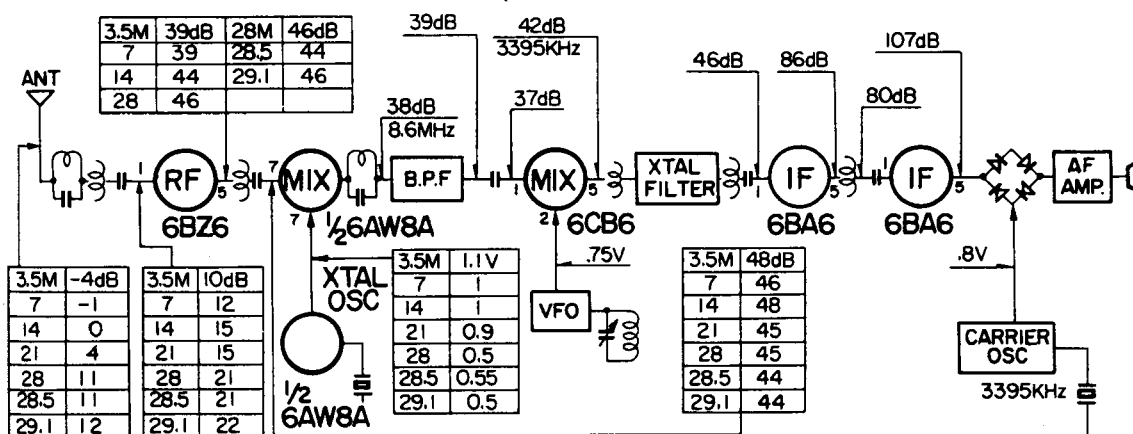 3.5M 39dB 28M 46dB
7 39 28.5 44
14 44 29.1 46
28 46
ANT
39dB
42dB
3395KHz
107dB
46dB
86dB
80dB
38dB
8.6MHz
37dB
1 RF 5
6BZ6
7 MIX
7
1/2 6AW8A
B.P.F
1 MIX 5
2
6CB6
XTAL
FILTER
1 IF 5
6BA6
1 IF 5
6BA6
AF
AMP.
3.5M -4dB
7 -1
14 0
21 4
28 11
28.5 11
29.1 12
3.5M 10dB
7 12
14 15
21 15
28 21
28.5 21
29.1 22
XTAL
OSC
1/2
6AW8A
3.5M 1.1V
7 1
14 1
21 0.9
28 0.5
28.5 0.55
29.1 0.5
.75V
VFO
3.5M 48dB
7 46
14 48
21 45
28 45
28.5 44
29.1 44
.8V
CARRIER
OSC
3395KHz